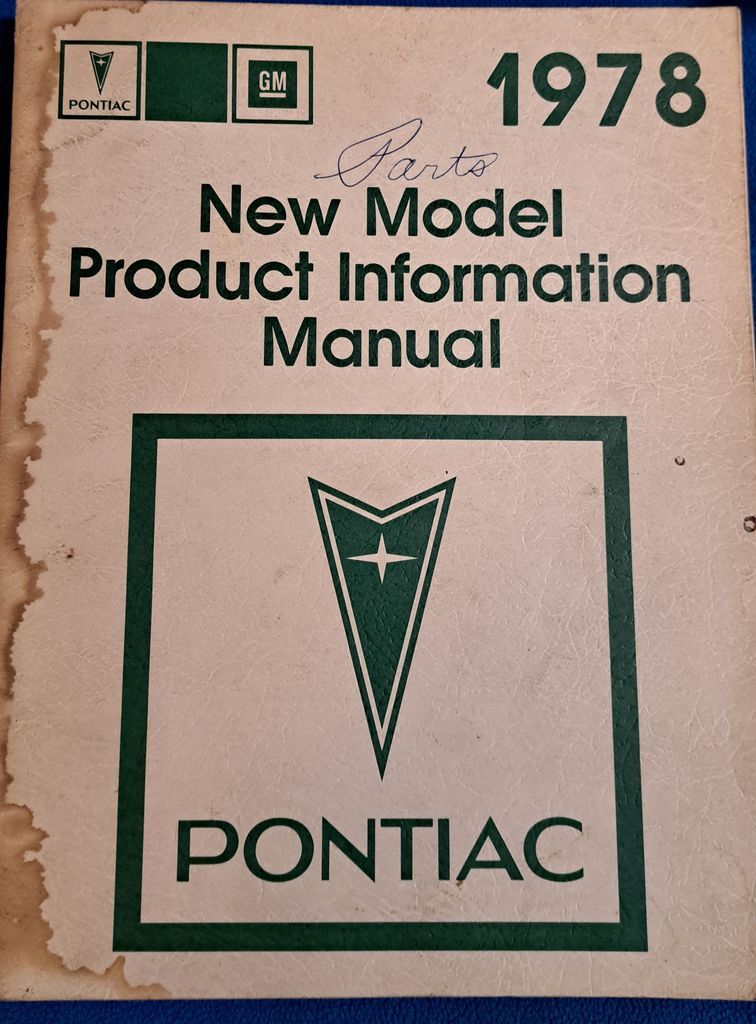 PONTIAC
GM
1978
Parts
New Model
Product Information
Manual
PONTIAC